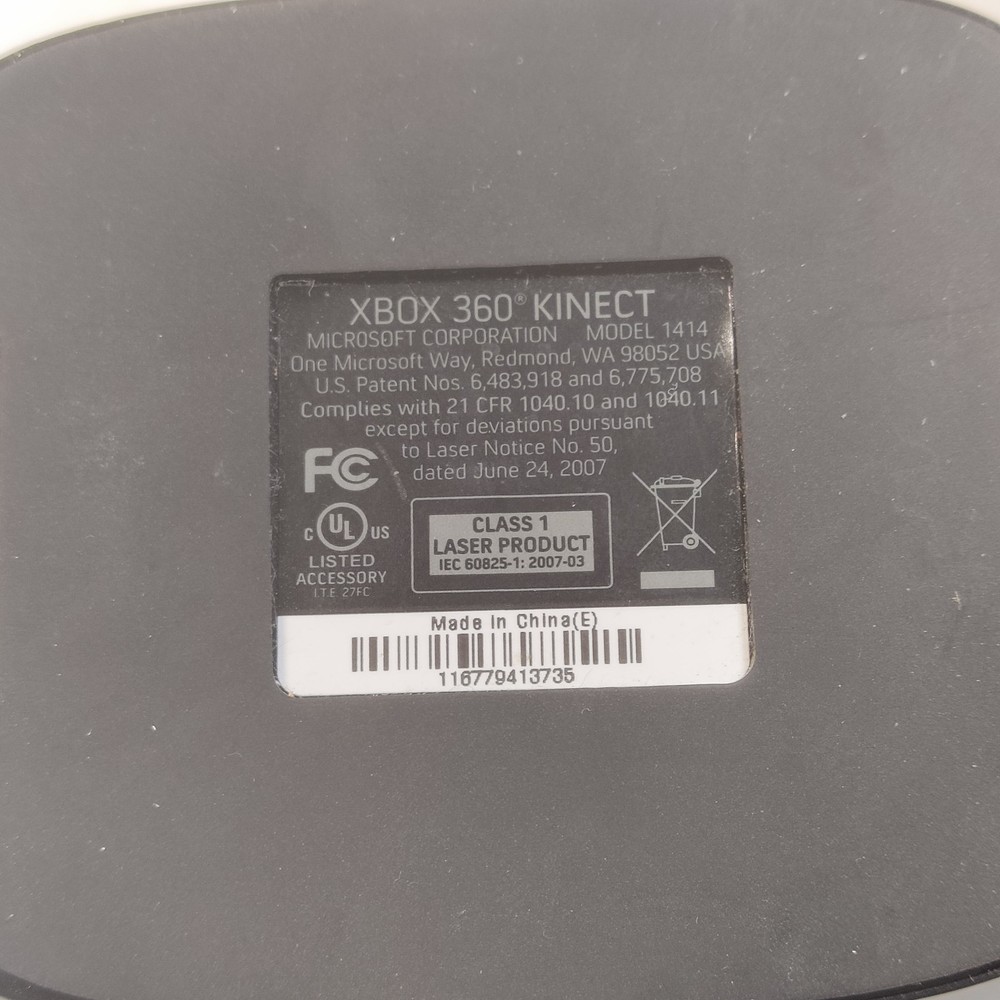 XBOX 360® KINECT
MICROSOFT CORPORATION MODEL 1414
One Microsoft Way, Redmond, WA 98052 USA
U.S. Patent Nos. 6,483,918 and 6,775,708
Complies with 21 CFR 1040.10 and 1040.11
except for deviations pursuant
to Laser Notice No. 50,
dated June 24, 2007
FC
c UL US
LISTED
ACCESSORY
I.T.E. 27FC
CLASS 1
LASER PRODUCT
IEC 60825-1: 2007-03
Made in China(E)
116779413735